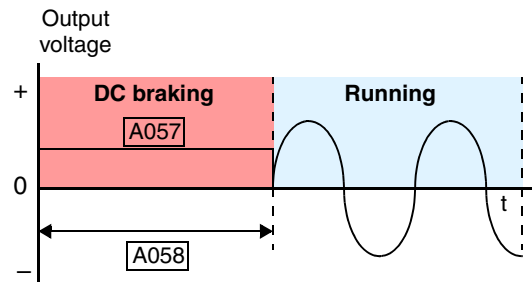 Output
voltage
+
DC braking
Running
A057
0
t
A058
–